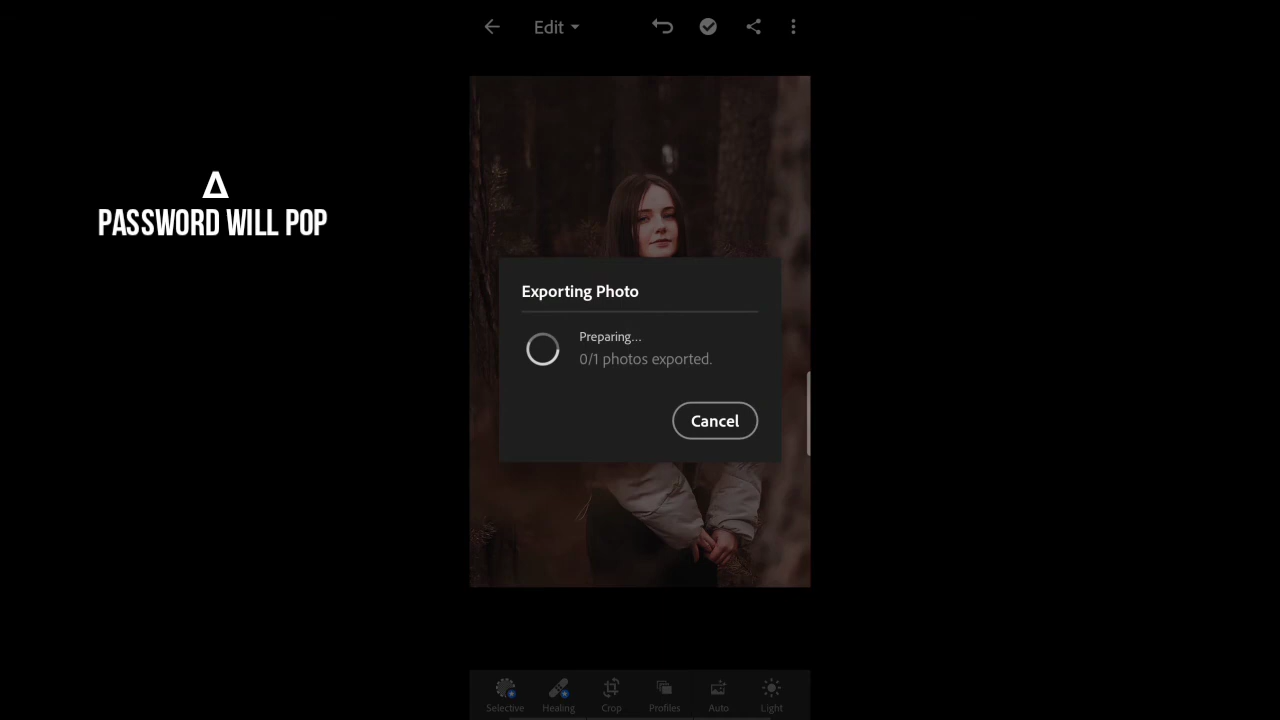 Edit
Δ
PASSWORD WILL POP
Exporting Photo
Preparing...
0/1 photos exported.
Cancel
Selective
Healing
Crop
Profiles
Auto
Light